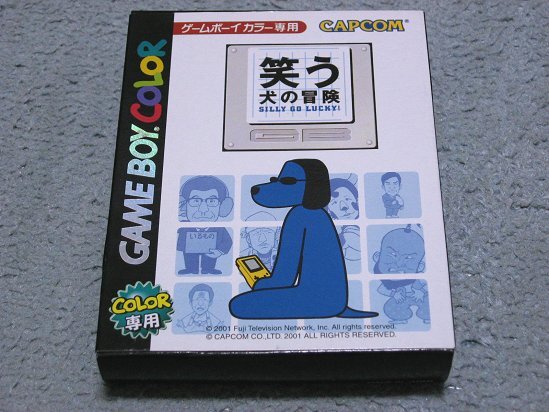 ゲームボーイ カラー専用
CAPCOM
笑う
犬の冒険
SILLY GO LUCKY!
GAME BOY COLOR
いるもの
COLOR
専用
© 2001 Fuji Television Network, Inc. All rights reserved.
© CAPCOM CO.,LTD. 2001 ALL RIGHTS RESERVED.